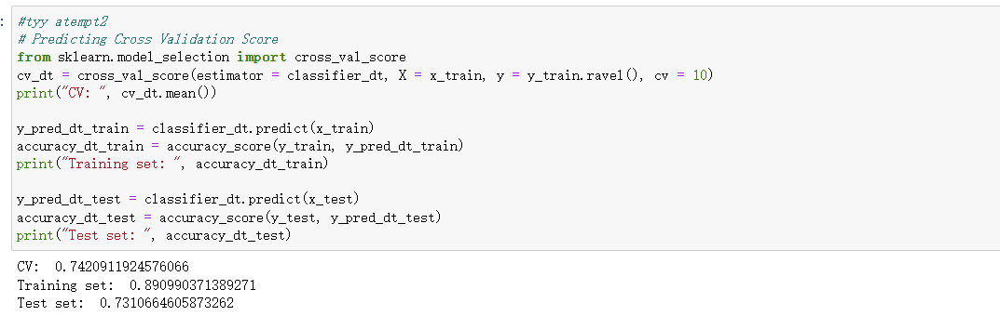 :
#tyy atempt2
# Predicting Cross Validation Score
from sklearn.model_selection import cross_val_score
cv_dt = cross_val_score(estimator = classifier_dt, X = x_train, y = y_train.ravel(), cv = 10)
print("CV: ", cv_dt.mean())
y_pred_dt_train = classifier_dt.predict(x_train)
accuracy_dt_train = accuracy_score(y_train, y_pred_dt_train)
print("Training set: ", accuracy_dt_train)
y_pred_dt_test = classifier_dt.predict(x_test)
accuracy_dt_test = accuracy_score(y_test, y_pred_dt_test)
print("Test set: ", accuracy_dt_test)
CV:  0.7420911924576066
Training set:  0.890990371389271
Test set:  0.7310664605873262